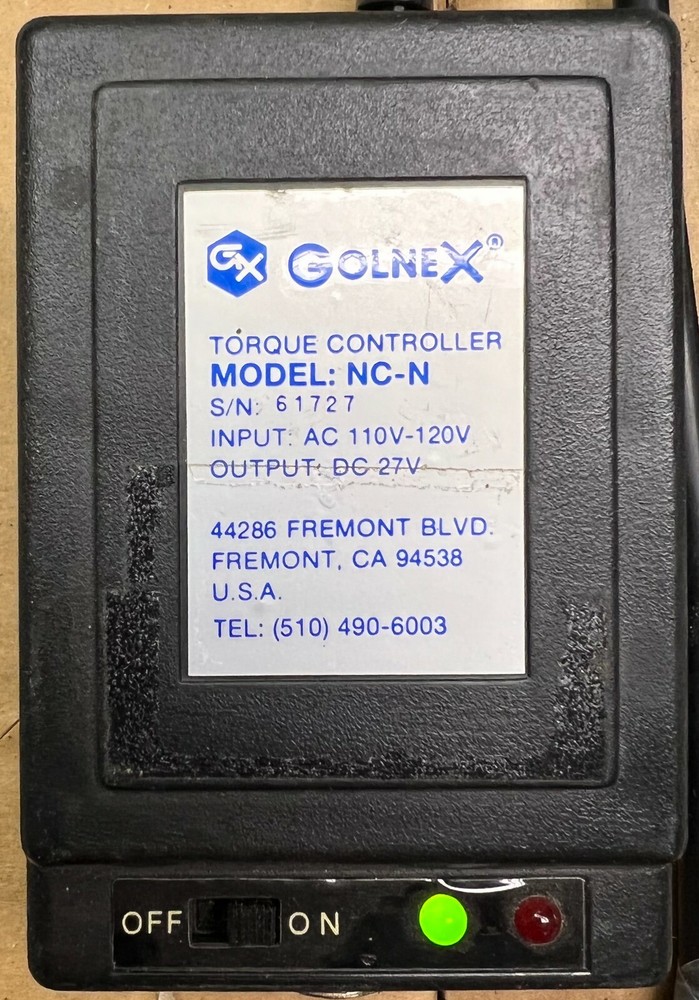 GX GOLNEX®
TORQUE CONTROLLER
MODEL: NC-N
S/N: 61727
INPUT: AC 110V-120V
OUTPUT: DC 27V
44286 FREMONT BLVD.
FREMONT, CA 94538
U.S.A.
TEL: (510) 490-6003
OFF ON